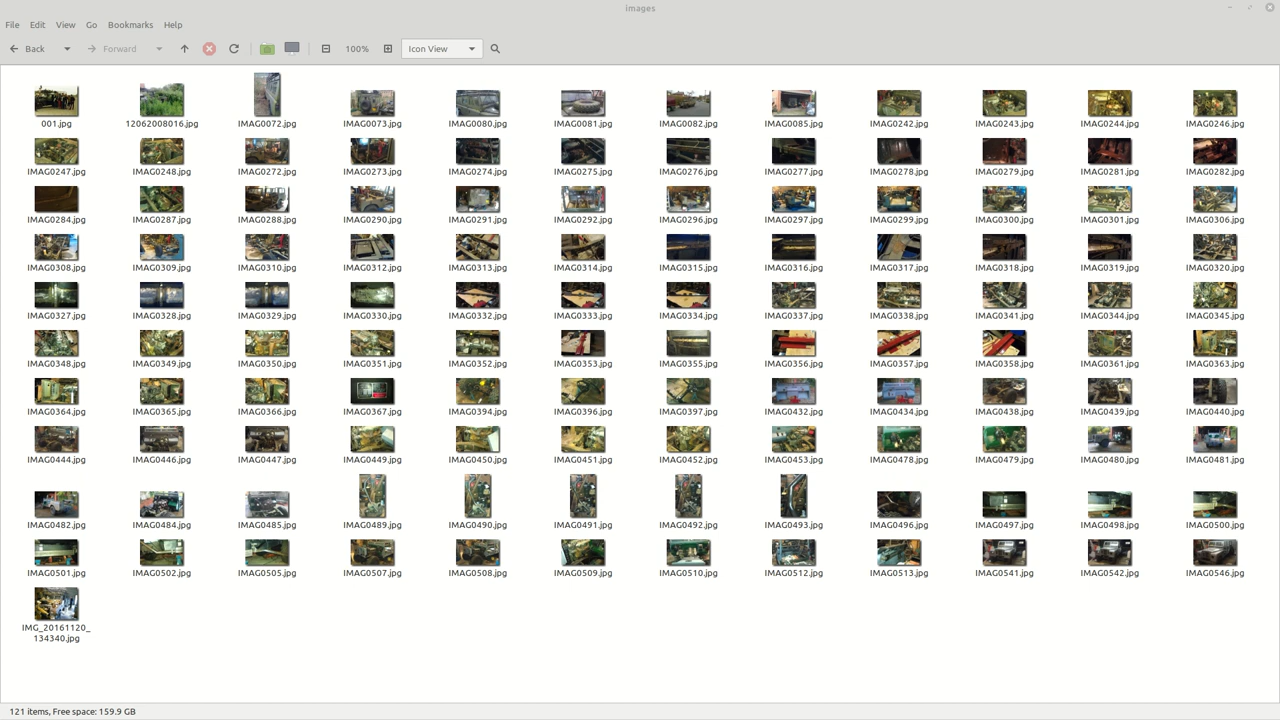 images
File Edit View Go Bookmarks Help
Back Forward 100% Icon View
001.jpg 12062008016.jpg IMAG0072.jpg IMAG0073.jpg IMAG0080.jpg IMAG0081.jpg IMAG0082.jpg IMAG0085.jpg IMAG0242.jpg IMAG0243.jpg IMAG0244.jpg IMAG0246.jpg
IMAG0247.jpg IMAG0248.jpg IMAG0272.jpg IMAG0273.jpg IMAG0274.jpg IMAG0275.jpg IMAG0276.jpg IMAG0277.jpg IMAG0278.jpg IMAG0279.jpg IMAG0281.jpg IMAG0282.jpg
IMAG0284.jpg IMAG0287.jpg IMAG0288.jpg IMAG0290.jpg IMAG0291.jpg IMAG0292.jpg IMAG0296.jpg IMAG0297.jpg IMAG0299.jpg IMAG0300.jpg IMAG0301.jpg IMAG0306.jpg
IMAG0308.jpg IMAG0309.jpg IMAG0310.jpg IMAG0312.jpg IMAG0313.jpg IMAG0314.jpg IMAG0315.jpg IMAG0316.jpg IMAG0317.jpg IMAG0318.jpg IMAG0319.jpg IMAG0320.jpg
IMAG0327.jpg IMAG0328.jpg IMAG0329.jpg IMAG0330.jpg IMAG0332.jpg IMAG0333.jpg IMAG0334.jpg IMAG0337.jpg IMAG0338.jpg IMAG0341.jpg IMAG0344.jpg IMAG0345.jpg
IMAG0348.jpg IMAG0349.jpg IMAG0350.jpg IMAG0351.jpg IMAG0352.jpg IMAG0353.jpg IMAG0355.jpg IMAG0356.jpg IMAG0357.jpg IMAG0358.jpg IMAG0361.jpg IMAG0363.jpg
IMAG0364.jpg IMAG0365.jpg IMAG0366.jpg IMAG0367.jpg IMAG0394.jpg IMAG0396.jpg IMAG0397.jpg IMAG0432.jpg IMAG0434.jpg IMAG0438.jpg IMAG0439.jpg IMAG0440.jpg
IMAG0444.jpg IMAG0446.jpg IMAG0447.jpg IMAG0449.jpg IMAG0450.jpg IMAG0451.jpg IMAG0452.jpg IMAG0453.jpg IMAG0478.jpg IMAG0479.jpg IMAG0480.jpg IMAG0481.jpg
IMAG0482.jpg IMAG0484.jpg IMAG0485.jpg IMAG0489.jpg IMAG0490.jpg IMAG0491.jpg IMAG0492.jpg IMAG0493.jpg IMAG0496.jpg IMAG0497.jpg IMAG0498.jpg IMAG0500.jpg
IMAG0501.jpg IMAG0502.jpg IMAG0505.jpg IMAG0507.jpg IMAG0508.jpg IMAG0509.jpg IMAG0510.jpg IMAG0512.jpg IMAG0513.jpg IMAG0541.jpg IMAG0542.jpg IMAG0546.jpg
IMG_20161120_
134340.jpg
121 items, Free space: 159.9 GB